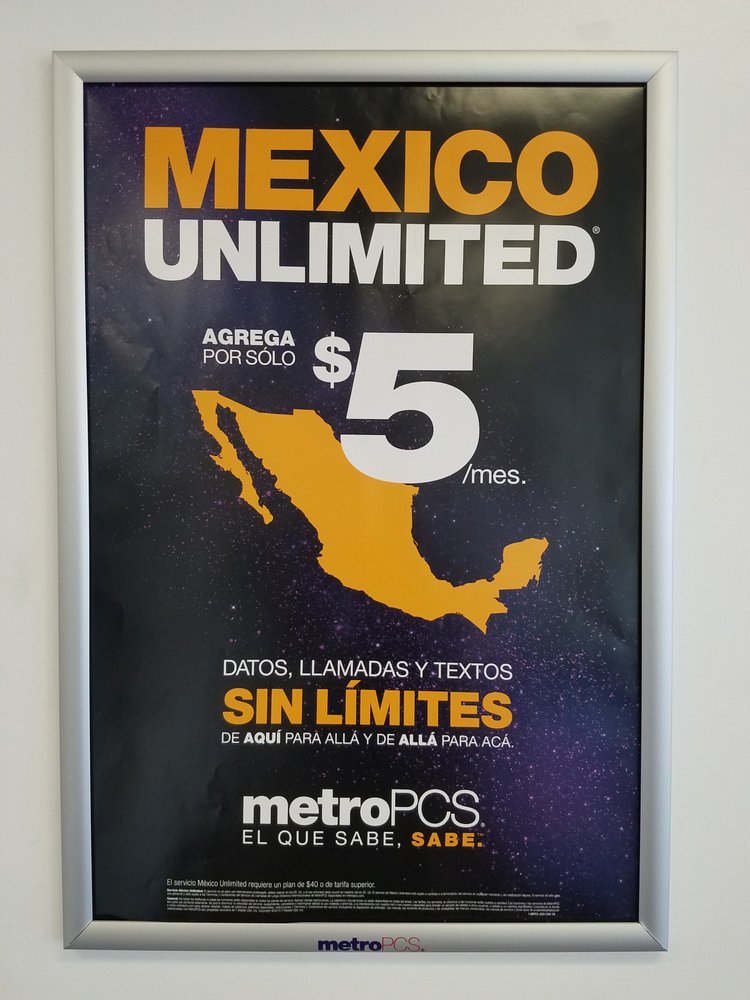 MEXICO
UNLIMITED®
AGREGA
POR SÓLO
$5
/mes.
DATOS, LLAMADAS Y TEXTOS
SIN LÍMITES
DE AQUÍ PARA ALLÁ Y DE ALLÁ PARA ACÁ.
metroPCS.
EL QUE SABE, SABE.™
El servicio México Unlimited requiere un plan de $40 o de tarifa superior.
metroPCS.